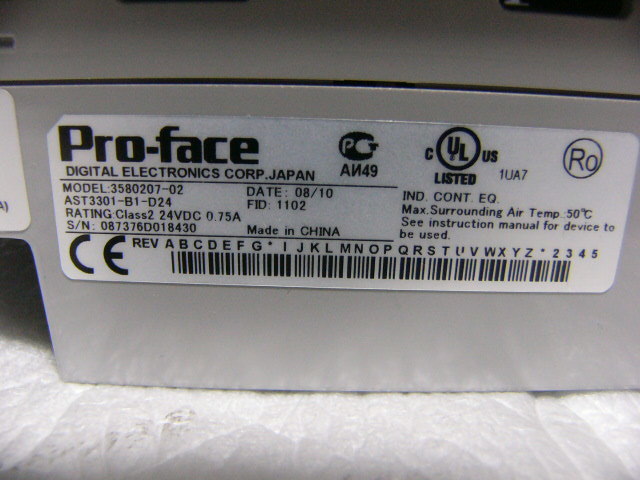 Pro-face
DIGITAL ELECTRONICS CORP.JAPAN
MODEL:3580207-02
AST3301-B1-D24
RATING:Class2 24VDC 0.75A
S/N: 087376D018430
DATE: 08/10
FID: 1102
Made in CHINA
АИ49
C UL US
LISTED
1UA7
Ro
IND. CONT. EQ.
Max.Surrounding Air Temp.:50℃
See instruction manual for device to
be used.
CE
REV A B C D E F G * I J K L M N O P Q R S T U V W X Y Z * 2 3 4 5
A)